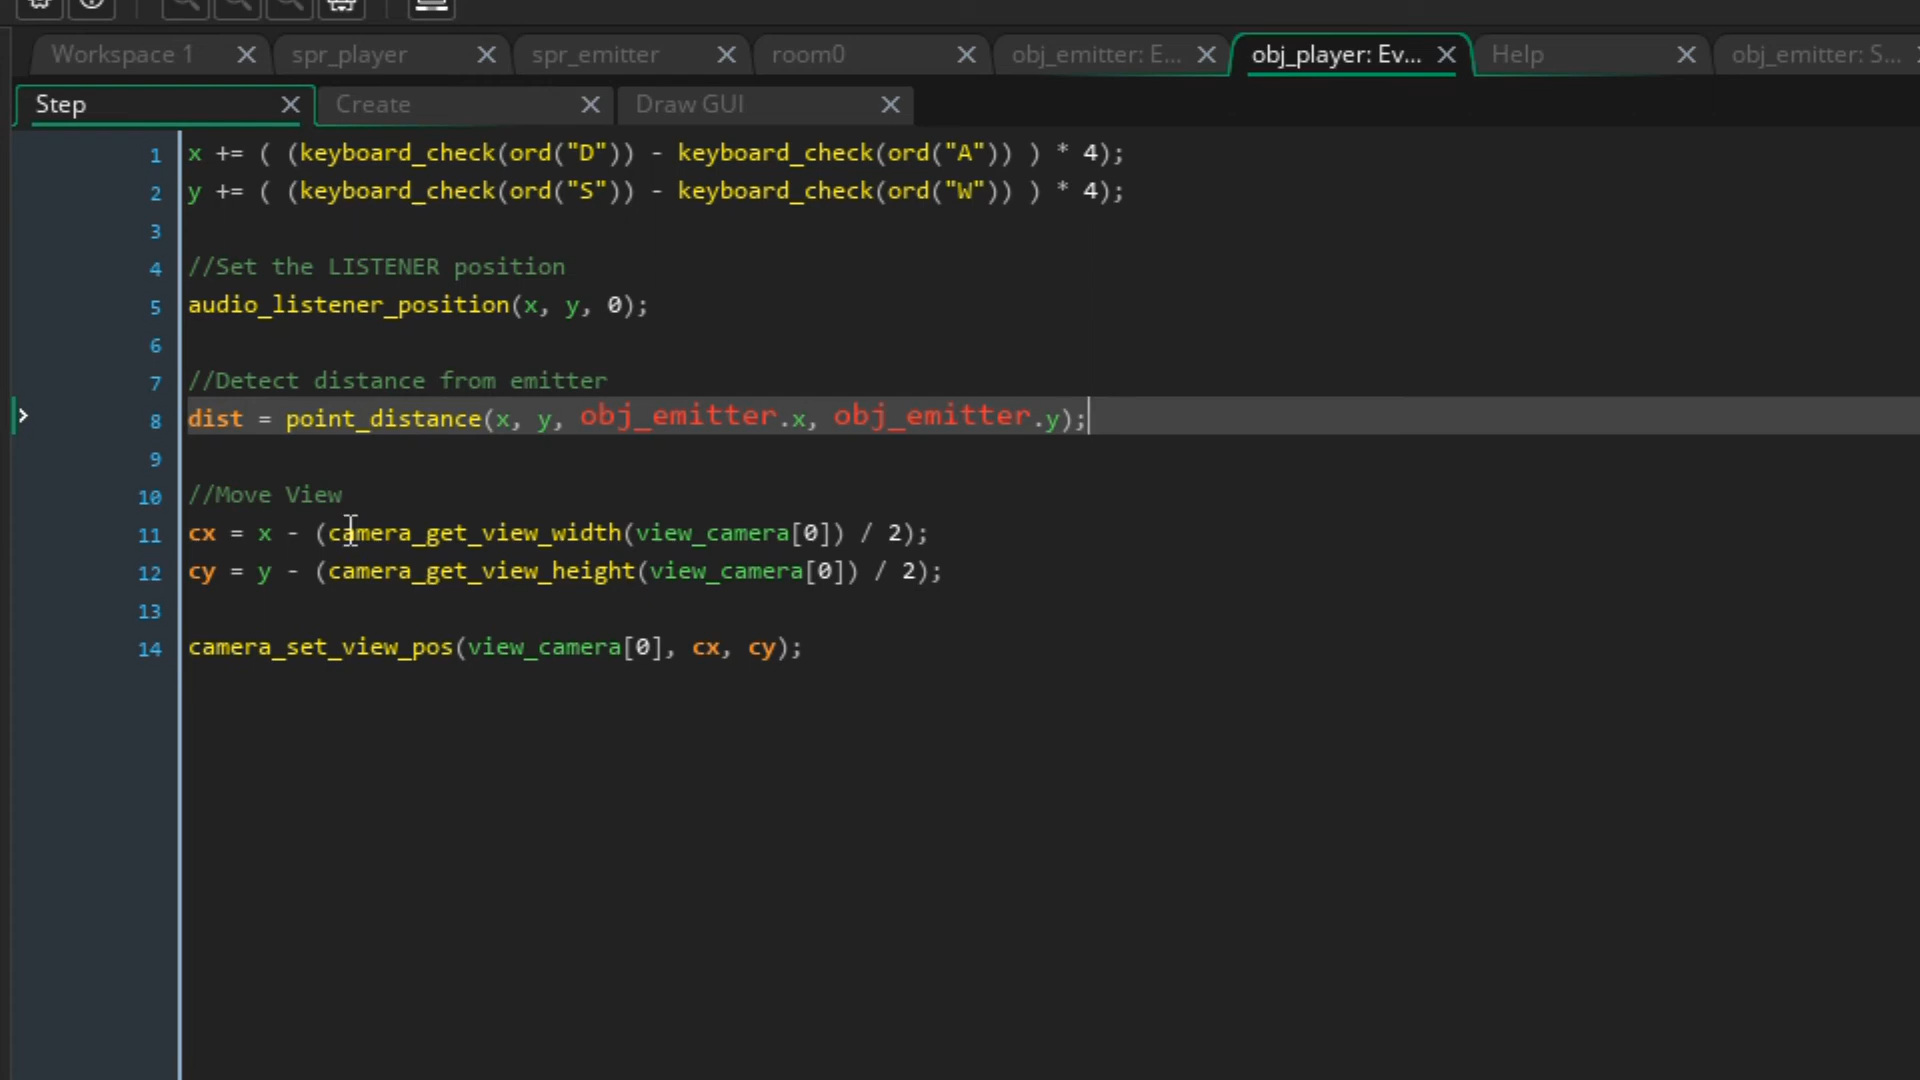 Workspace 1
spr_player
spr_emitter
room0
obj_emitter: E...
obj_player: Ev...
Help
obj_emitter: S...
Step
Create
Draw GUI
1 x += ( (keyboard_check(ord("D")) - keyboard_check(ord("A")) ) * 4);
2 y += ( (keyboard_check(ord("S")) - keyboard_check(ord("W")) ) * 4);
3
4 //Set the LISTENER position
5 audio_listener_position(x, y, 0);
6
7 //Detect distance from emitter
8 dist = point_distance(x, y, obj_emitter.x, obj_emitter.y);
9
10 //Move View
11 cx = x - (camera_get_view_width(view_camera[0]) / 2);
12 cy = y - (camera_get_view_height(view_camera[0]) / 2);
13
14 camera_set_view_pos(view_camera[0], cx, cy);